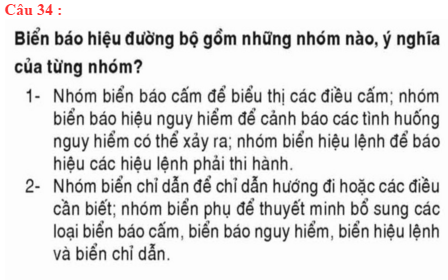 Câu 34 :
Biển báo hiệu đường bộ gồm những nhóm nào, ý nghĩa
của từng nhóm?
1- Nhóm biển báo cấm để biểu thị các điều cấm; nhóm
biển báo hiệu nguy hiểm để cảnh báo các tình huống
nguy hiểm có thể xảy ra; nhóm biển hiệu lệnh để báo
hiệu các hiệu lệnh phải thi hành.
2- Nhóm biển chỉ dẫn để chỉ dẫn hướng đi hoặc các điều
cần biết; nhóm biển phụ để thuyết minh bổ sung các
loại biển báo cấm, biển báo nguy hiểm, biển hiệu lệnh
và biển chỉ dẫn.